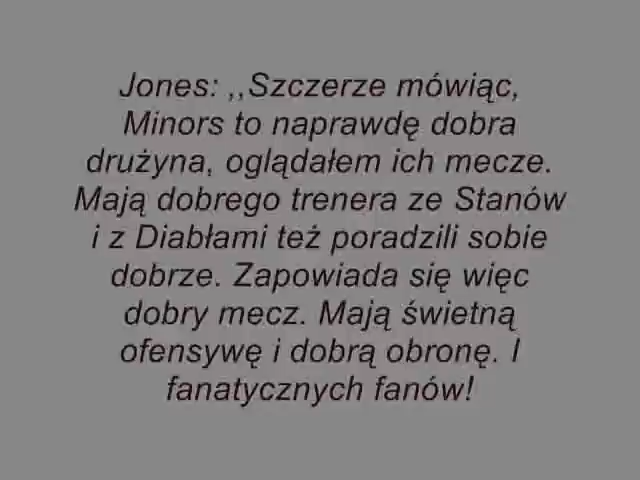 Jones: ,,Szczerze mówiąc,
Minors to naprawdę dobra
drużyna, oglądałem ich mecze.
Mają dobrego trenera ze Stanów
i z Diabłami też poradzili sobie
dobrze. Zapowiada się więc
dobry mecz. Mają świetną
ofensywę i dobrą obronę. I
fanatycznych fanów!